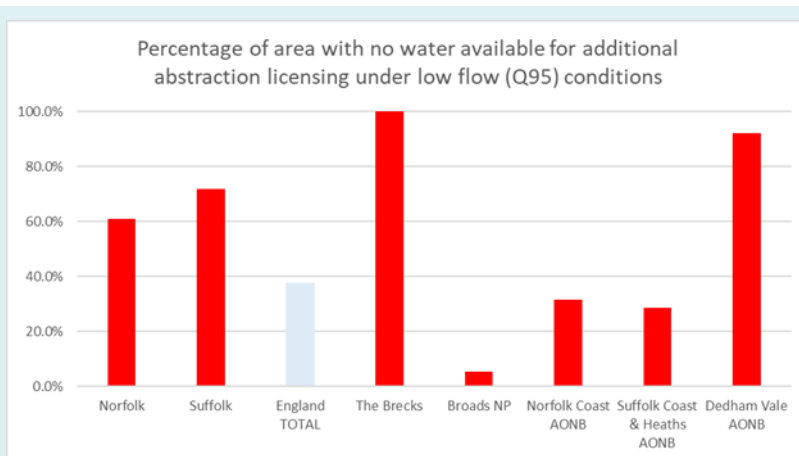 Percentage of area with no water available for additional
abstraction licensing under low flow (Q95) conditions
100.0%
80.0%
60.0%
40.0%
20.0%
0.0%
Norfolk
Suffolk
England
TOTAL
The Brecks
Broads NP
Norfolk Coast
AONB
Suffolk Coast
& Heaths
AONB
Dedham Vale
AONB